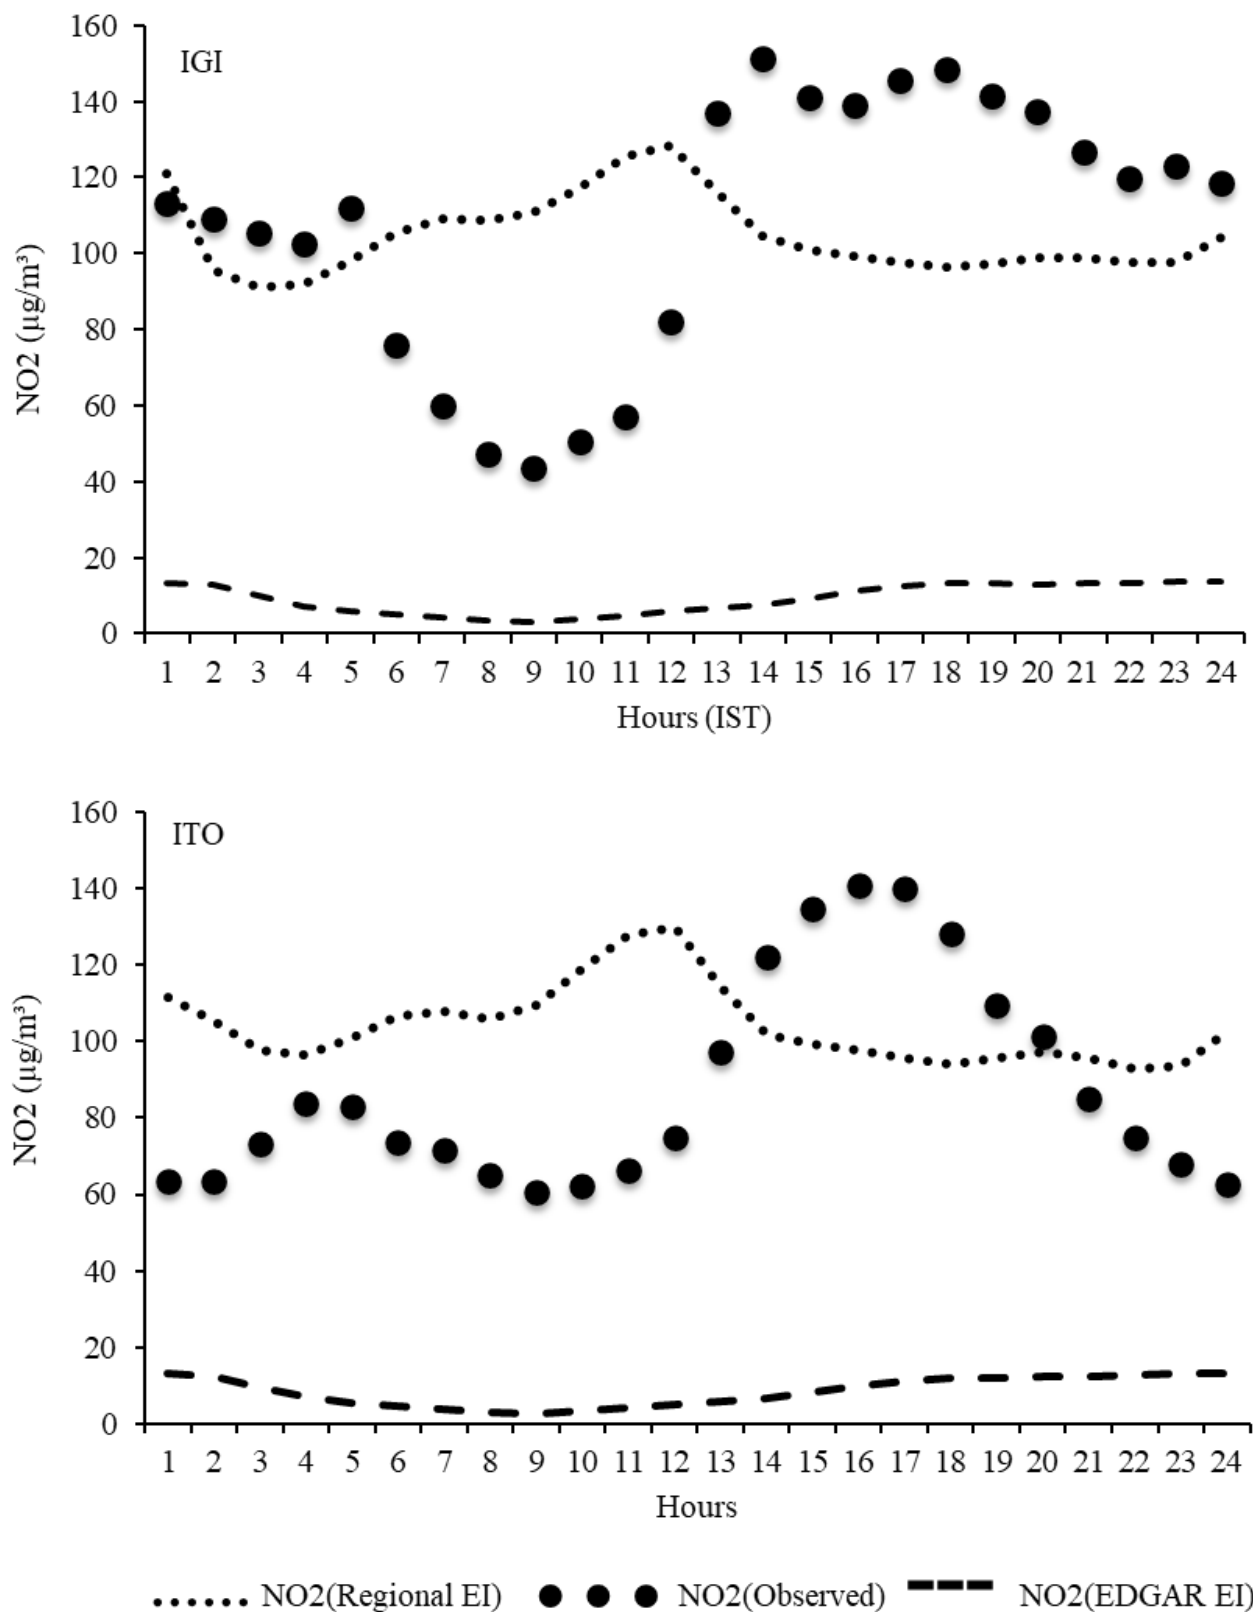 160
IGI
140
120
100
80
60
40
20
0
NO2 (µg/m³)
1 2 3 4 5 6 7 8 9 10 11 12 13 14 15 16 17 18 19 20 21 22 23 24
Hours (IST)
160
ITO
140
120
100
80
60
40
20
0
NO2 (µg/m³)
1 2 3 4 5 6 7 8 9 10 11 12 13 14 15 16 17 18 19 20 21 22 23 24
Hours
NO2(Regional EI) NO2(Observed) NO2(EDGAR EI)